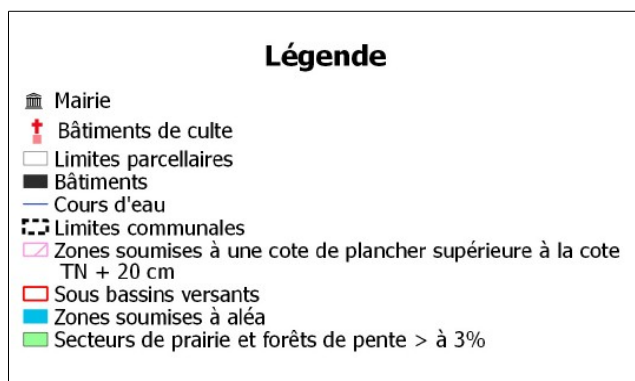 Légende
Mairie
Bâtiments de culte
Limites parcellaires
Bâtiments
Cours d'eau
Limites communales
Zones soumises à une cote de plancher supérieure à la cote
TN + 20 cm
Sous bassins versants
Zones soumises à aléa
Secteurs de prairie et forêts de pente > à 3%